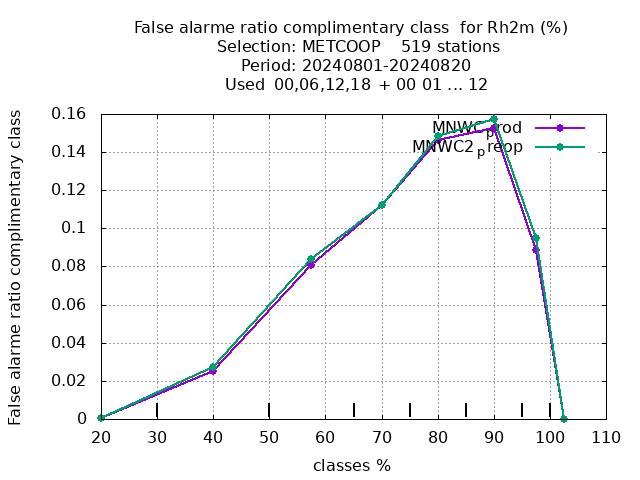 False alarme ratio complimentary class  for Rh2m (%)
Selection: METCOOP    519 stations
Period: 20240801-20240820
Used  00,06,12,18 + 00 01 ... 12
False alarme ratio complimentary class
0.16
0.14
0.12
0.1
0.08
0.06
0.04
0.02
0
MNWC_prod
MNWC2_preop
20 30 40 50 60 70 80 90 100 110
classes %